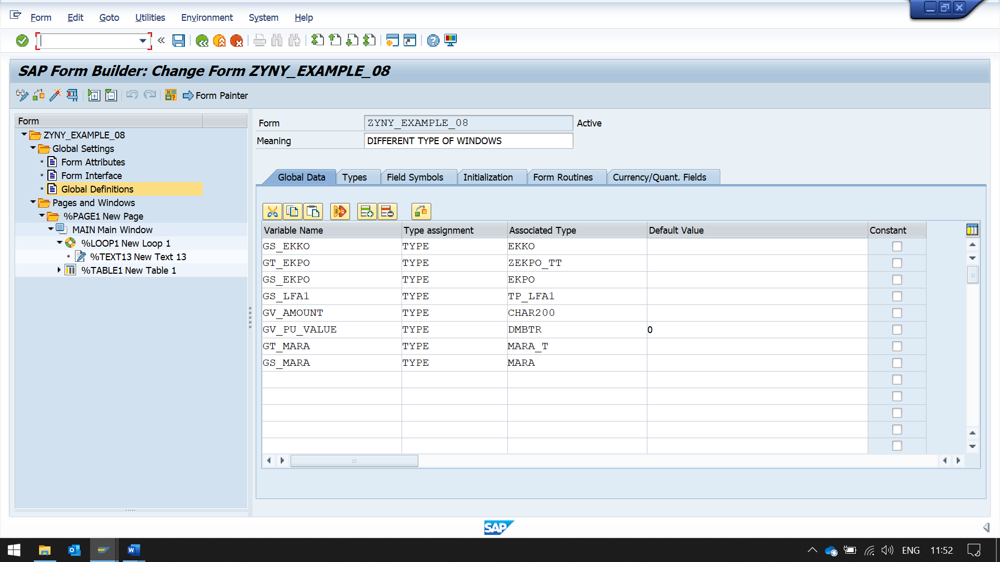 Form Edit Goto Utilities Environment System Help
SAP Form Builder: Change Form ZYNY_EXAMPLE_08
Form Painter
Form
ZYNY_EXAMPLE_08
Global Settings
Form Attributes
Form Interface
Global Definitions
Pages and Windows
%PAGE1 New Page
MAIN Main Window
%LOOP1 New Loop 1
%TEXT13 New Text 13
%TABLE1 New Table 1
Form ZYNY_EXAMPLE_08 Active
Meaning DIFFERENT TYPE OF WINDOWS
Global Data Types Field Symbols Initialization Form Routines Currency/Quant. Fields
Variable Name Type assignment Associated Type Default Value Constant
GS_EKKO TYPE EKKO
GT_EKPO TYPE ZEKPO_TT
GS_EKPO TYPE EKPO
GS_LFA1 TYPE TP_LFA1
GV_AMOUNT TYPE CHAR200
GV_PU_VALUE TYPE DMBTR 0
GT_MARA TYPE MARA_T
GS_MARA TYPE MARA
SAP
ENG 11:52